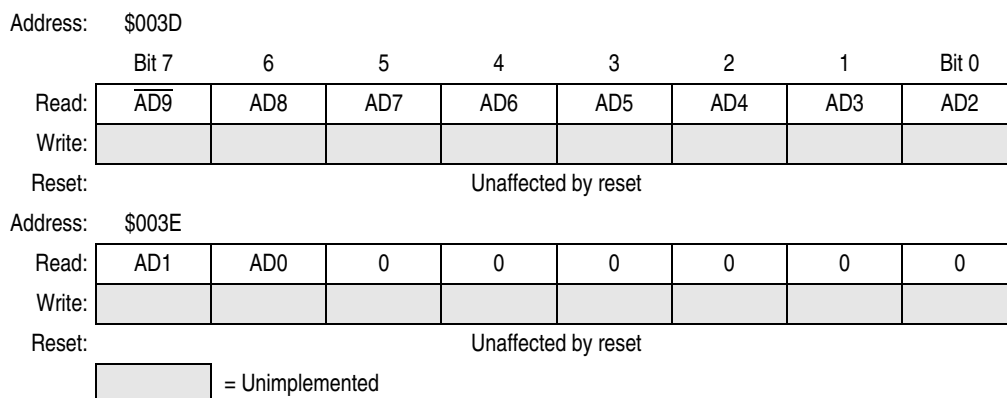 Address: $003D
Bit 7 6 5 4 3 2 1 Bit 0
Read: A̅D̅9̅ AD8 AD7 AD6 AD5 AD4 AD3 AD2
Write:
Reset: Unaffected by reset
Address: $003E
Read: AD1 AD0 0 0 0 0 0 0
Write:
Reset: Unaffected by reset
= Unimplemented